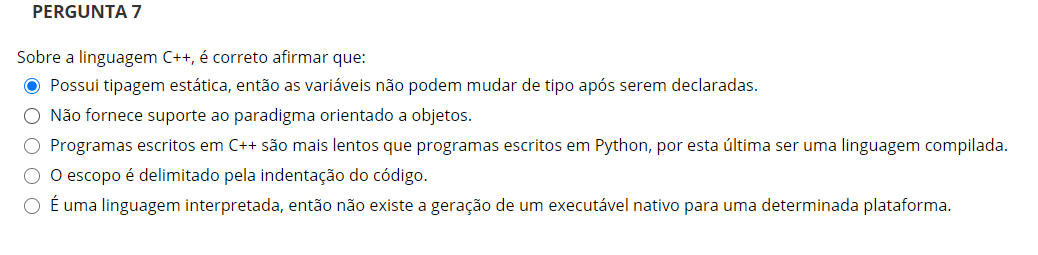 PERGUNTA 7
Sobre a linguagem C++, é correto afirmar que:
Possui tipagem estática, então as variáveis não podem mudar de tipo após serem declaradas.
Não fornece suporte ao paradigma orientado a objetos.
Programas escritos em C++ são mais lentos que programas escritos em Python, por esta última ser uma linguagem compilada.
O escopo é delimitado pela indentação do código.
É uma linguagem interpretada, então não existe a geração de um executável nativo para uma determinada plataforma.